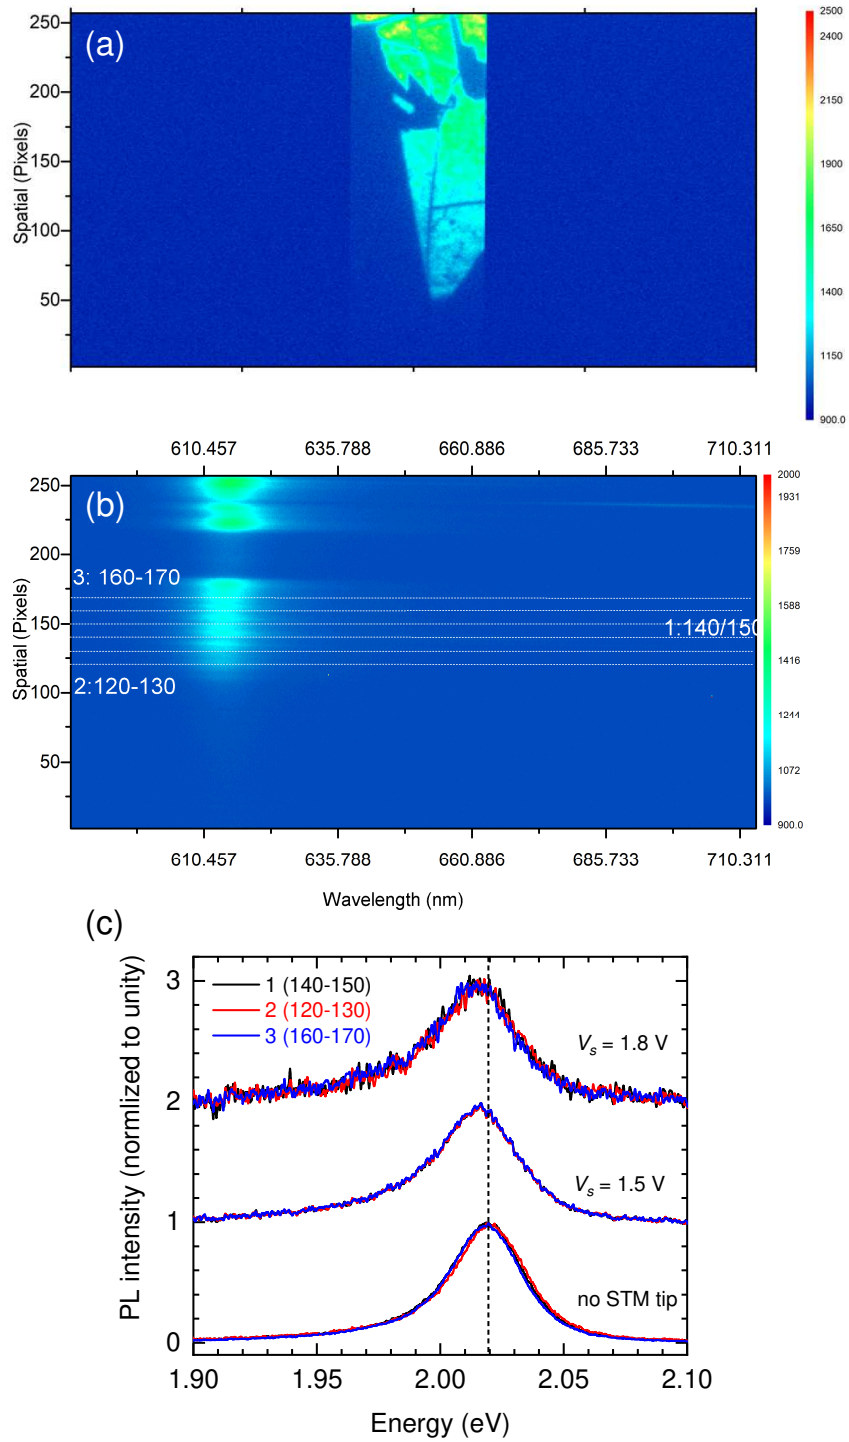 (a)
250
200
150
100
50
Spatial (Pixels)
2500
2400
2150
1900
1650
1400
1150
900.0
610.457 635.788 660.886 685.733 710.311
(b)
250
200
150
100
50
Spatial (Pixels)
3: 160-170
1:140/150
2:120-130
2000
1931
1759
1588
1416
1244
1072
900.0
610.457 635.788 660.886 685.733 710.311
Wavelength (nm)
(c)
3
2
1
0
PL intensity (normlized to unity)
1 (140-150)
2 (120-130)
3 (160-170)
Vs = 1.8 V
Vs = 1.5 V
no STM tip
1.90 1.95 2.00 2.05 2.10
Energy (eV)